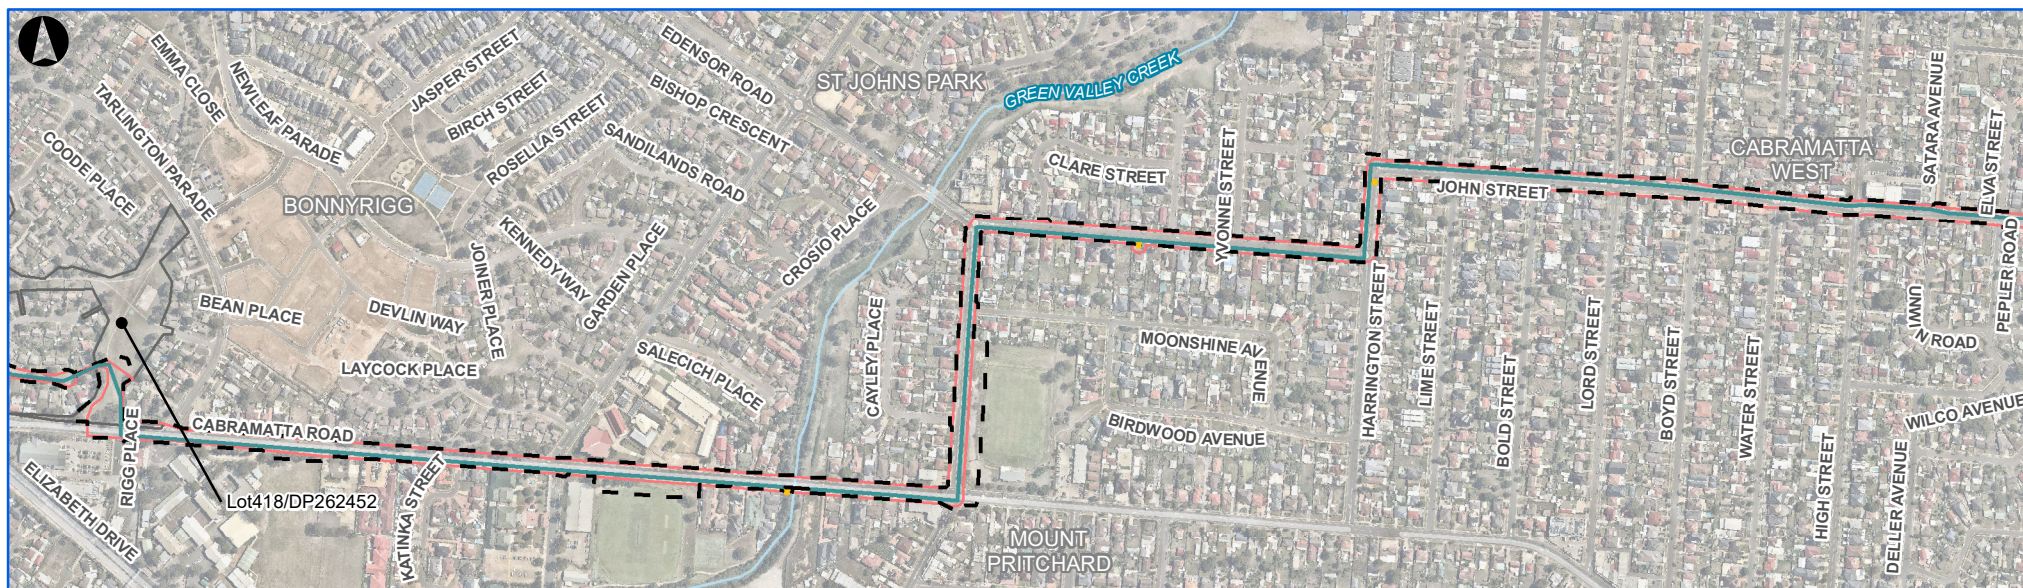 EMMA CLOSE
NEWLEAF PARADE
JASPER STREET
EDENSOR ROAD
ST JOHNS PARK
GREEN VALLEY CREEK
SATARA AVENUE
TARLINGTON PARADE
BIRCH STREET
BISHOP CRESCENT
COODE PLACE
ROSELLA STREET
SANDILANDS ROAD
CLARE STREET
YVONNE STREET
JOHN STREET
CABRAMATTA
WEST
ELVA STREET
BONNYRIGG
KENNEDY WAY
GARDEN PLACE
CROSIO PLACE
JOINER PLACE
BEAN PLACE
DEVLIN WAY
LAYCOCK PLACE
SALECICH PLACE
CAYLEY PLACE
MOONSHINE AVENUE
HARRINGTON STREET
LIME STREET
BOLD STREET
LORD STREET
BOYD STREET
WATER STREET
PEPLER ROAD
CABRAMATTA ROAD
RIGG PLACE
ELIZABETH DRIVE
Lot418/DP262452
KATINKA STREET
BIRDWOOD AVENUE
WILCO AVENUE
HIGH STREET
DELLER AVENUE
MOUNT
PRITCHARD